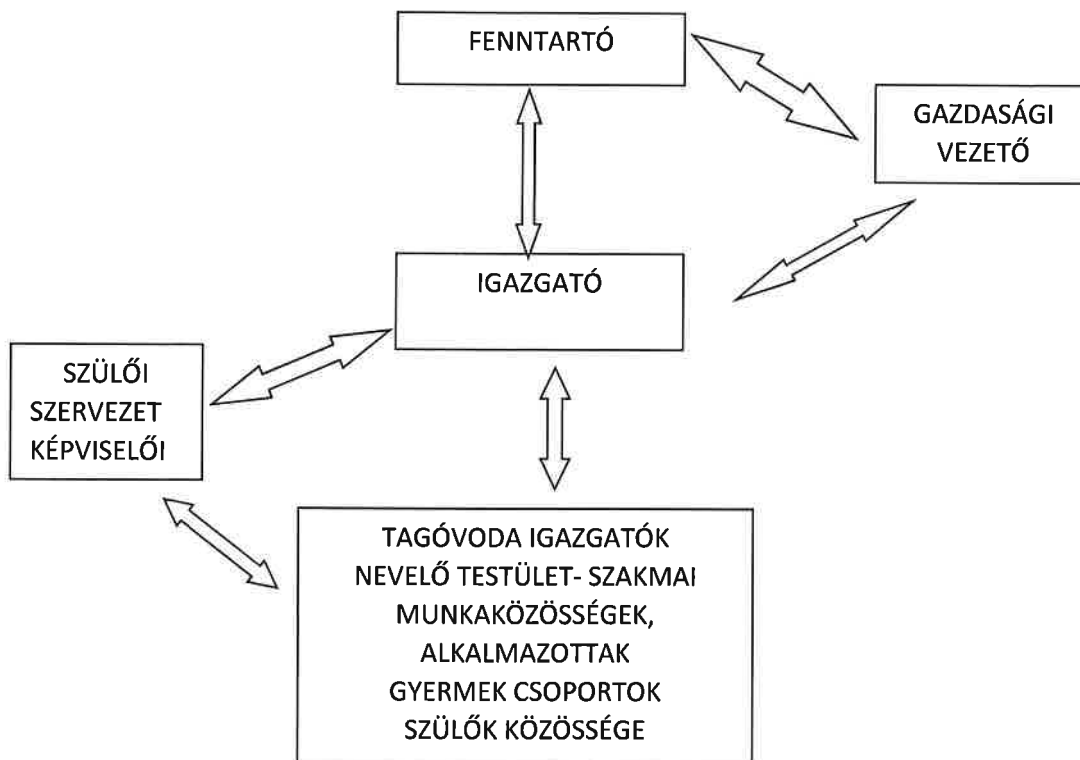 FENNTARTÓ
GAZDASÁGI
VEZETŐ
IGAZGATÓ
SZÜLŐI
SZERVEZET
KÉPVISELŐI
TAGÓVODA IGAZGATÓK
NEVELŐ TESTÜLET- SZAKMAI
MUNKAKÖZÖSSÉGEK,
ALKALMAZOTTAK
GYERMEK CSOPORTOK
SZÜLŐK KÖZÖSSÉGE